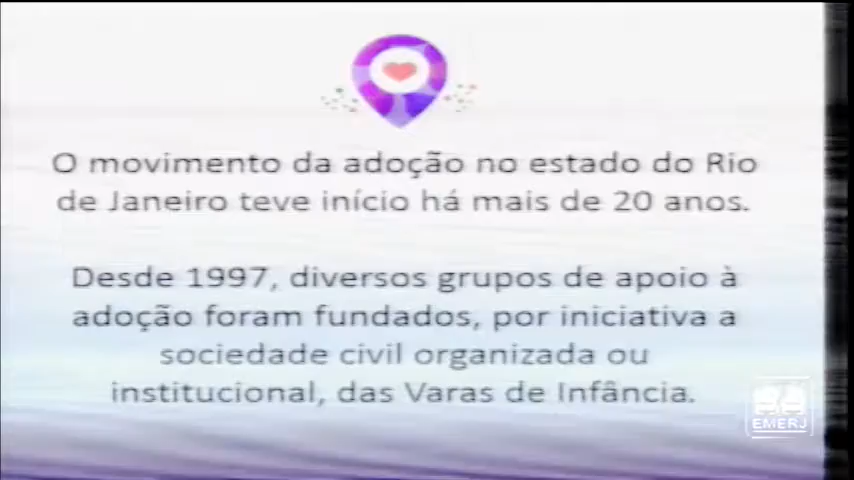 O movimento da adoção no estado do Rio
de Janeiro teve início há mais de 20 anos.
Desde 1997, diversos grupos de apoio à
adoção foram fundados, por iniciativa a
sociedade civil organizada ou
institucional, das Varas de Infância.
EMERJ